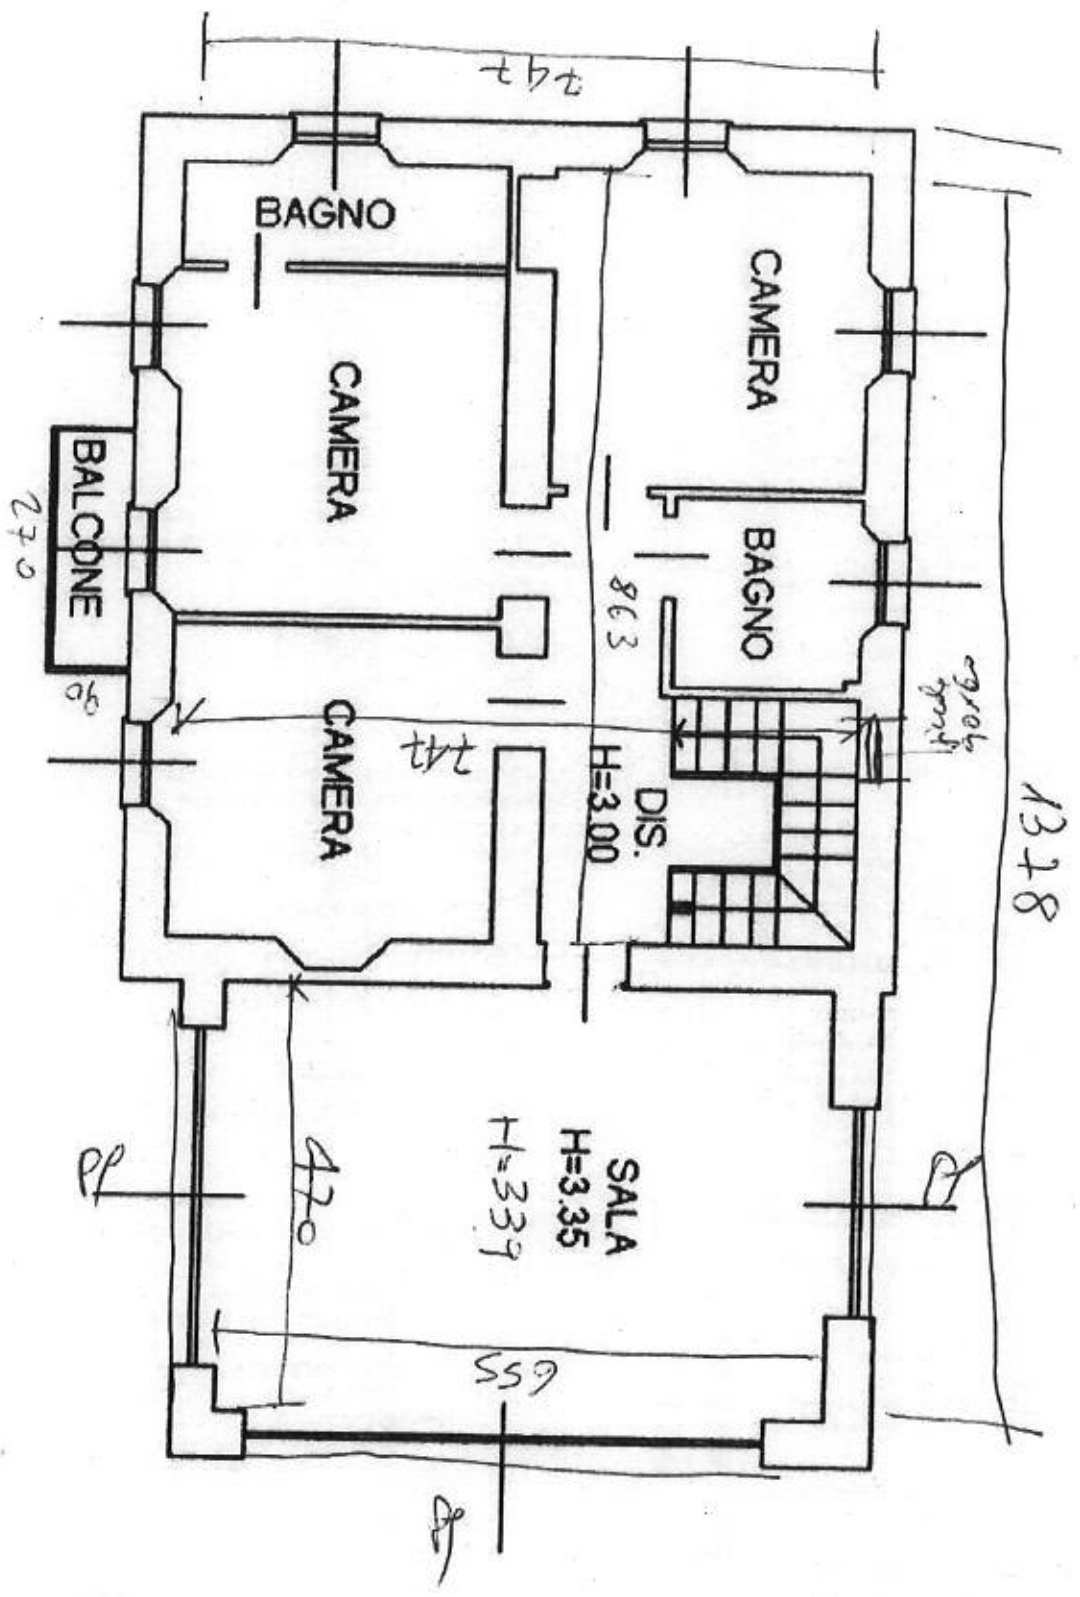 747
BAGNO
CAMERA
CAMERA
BALCONE
270
90
BAGNO
863
CAMERA
747
DIS.
H=3.00
1378
SALA
H=3.35
H=339
470
655